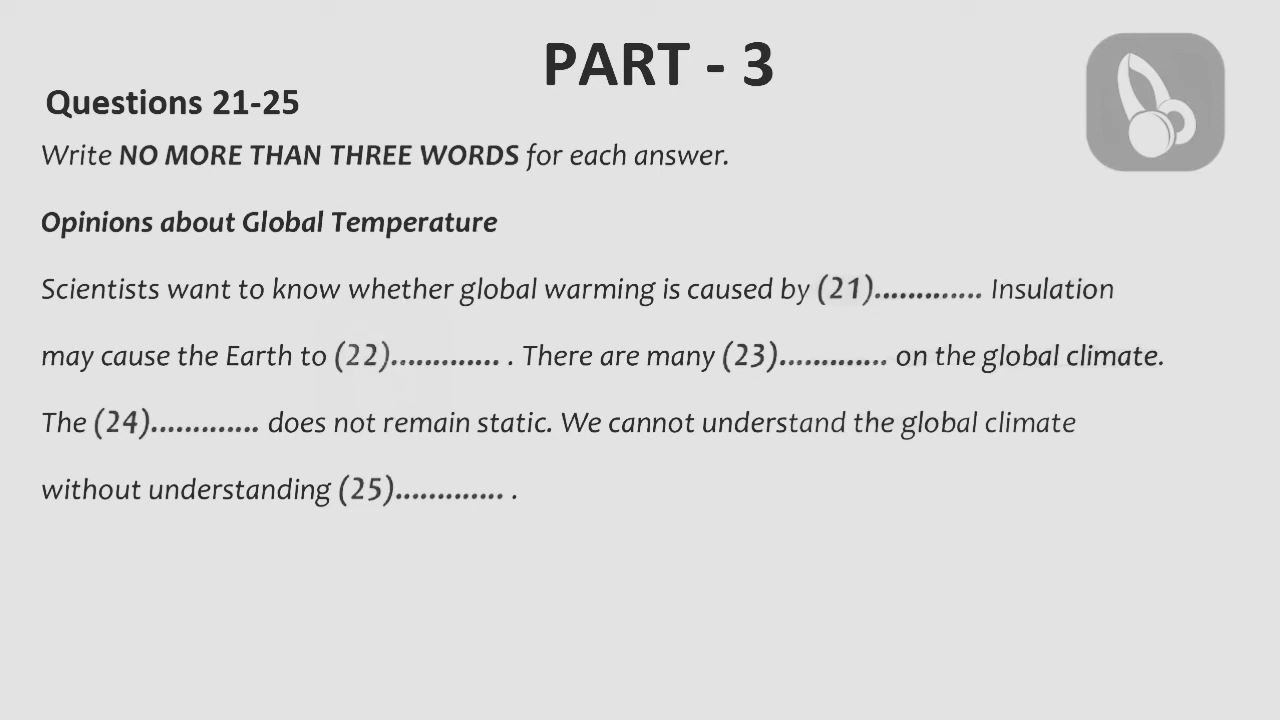 PART - 3
Questions 21-25
Write NO MORE THAN THREE WORDS for each answer.
Opinions about Global Temperature
Scientists want to know whether global warming is caused by (21)............. Insulation
may cause the Earth to (22)............. . There are many (23)............. on the global climate.
The (24)............. does not remain static. We cannot understand the global climate
without understanding (25)............. .